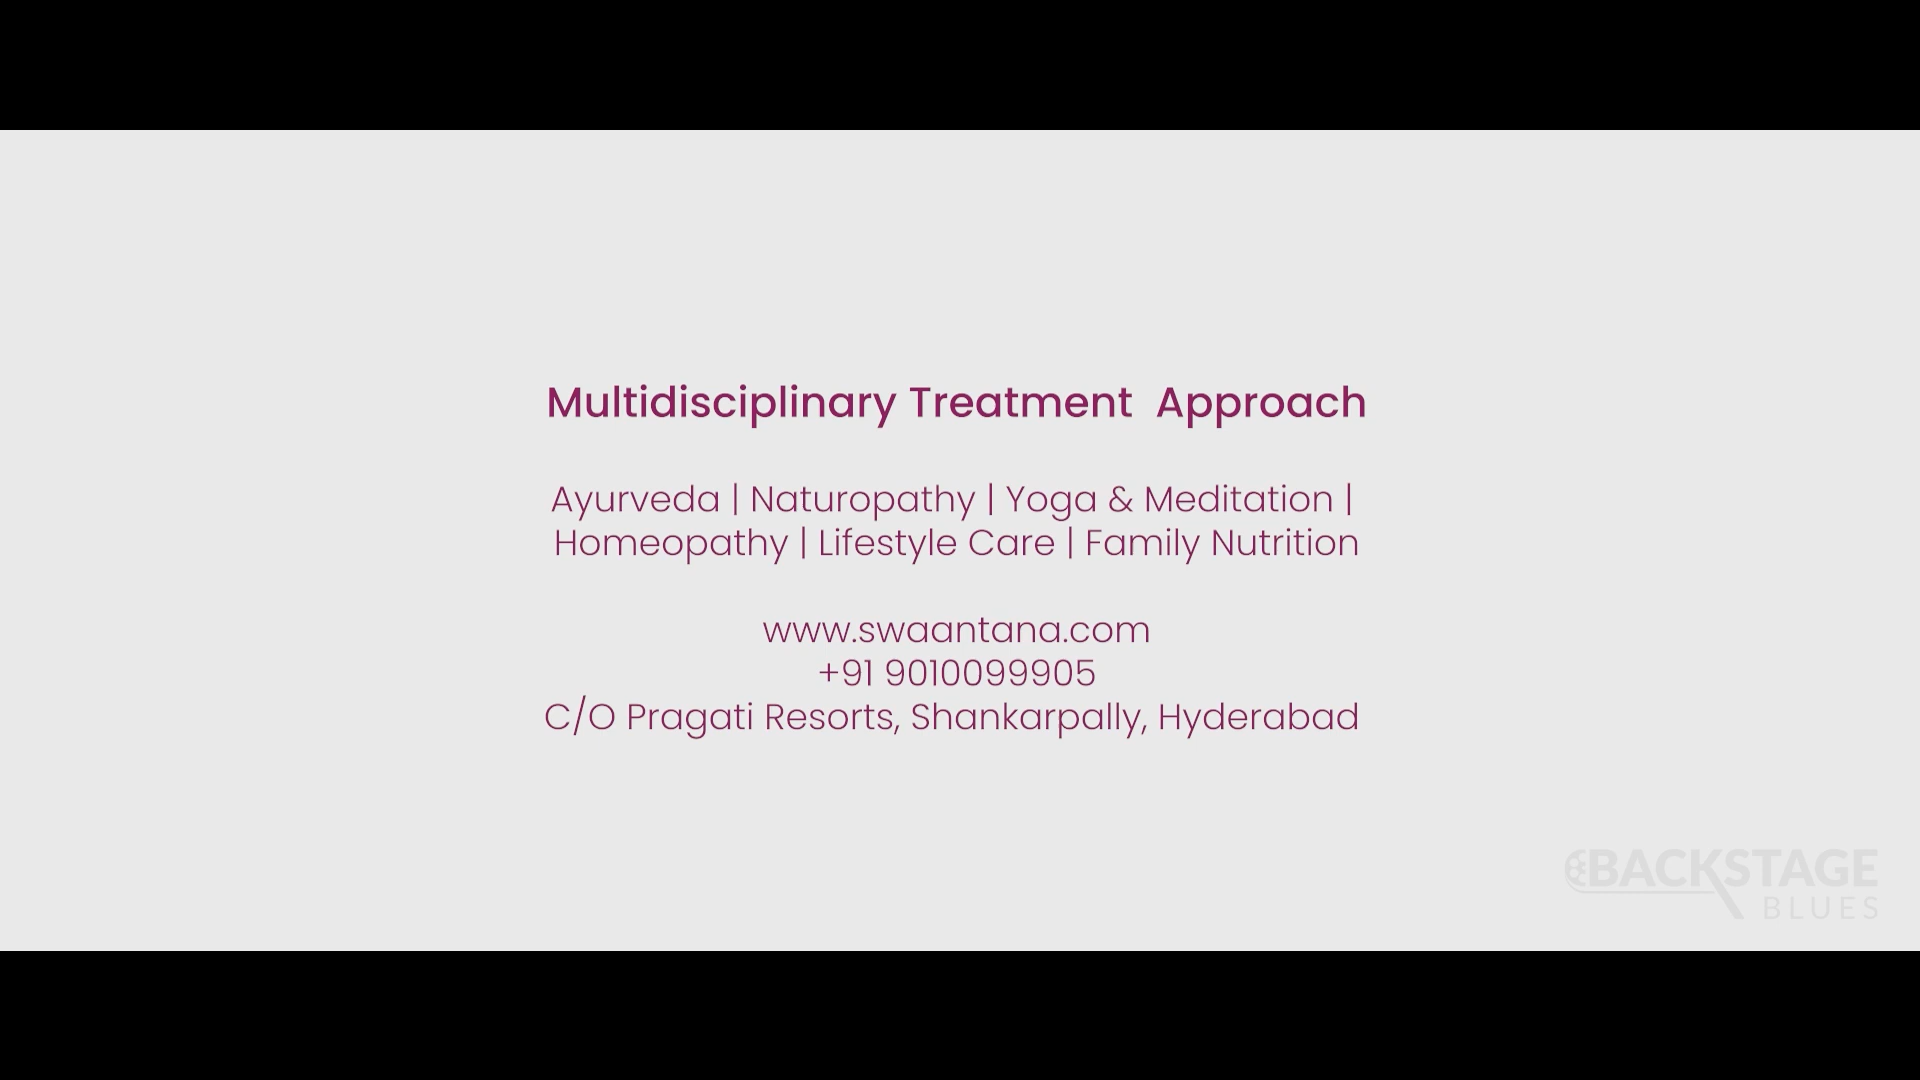 Multidisciplinary Treatment  Approach
Ayurveda | Naturopathy | Yoga & Meditation |
Homeopathy | Lifestyle Care | Family Nutrition
www.swaantana.com
+91 9010099905
C/O Pragati Resorts, Shankarpally, Hyderabad
BACKSTAGE
BLUES